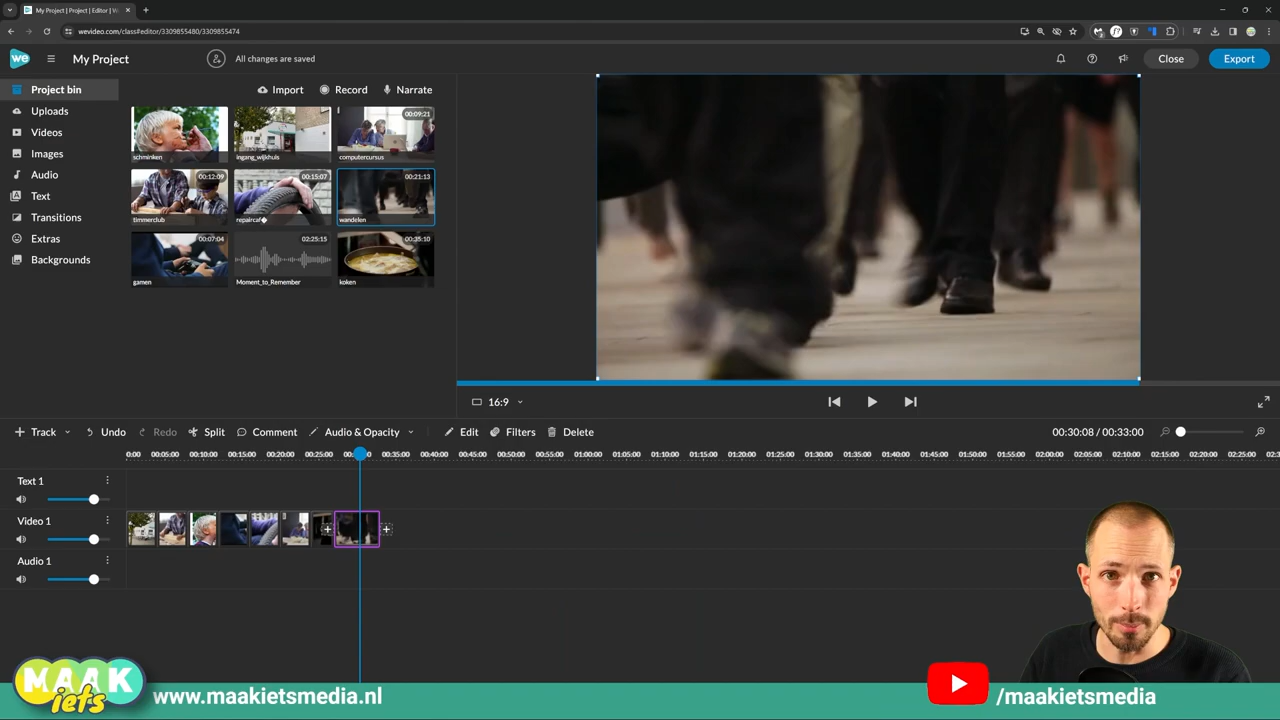 My Project | Project | Editor | V
wevideo.com/class#editor/3309855480/3309855474
we
My Project
All changes are saved
Close
Export
Project bin
Import
Record
Narrate
Uploads
Videos
Images
Audio
Text
Transitions
Extras
Backgrounds
schminken
ingang_wijkhuis
00:09:21
computercursus
00:12:09
timmerclub
00:15:07
repaircaf�
00:21:13
wandelen
00:07:04
gamen
02:25:15
Moment_to_Remember
00:35:10
koken
16:9
Track
Undo
Redo
Split
Comment
Audio & Opacity
Edit
Filters
Delete
00:30:08 / 00:33:00
0:00 00:05:00 00:10:00 00:15:00 00:20:00 00:25:00 00:35:00 00:40:00 00:45:00 00:50:00 00:55:00 01:00:00 01:05:00 01:10:00 01:15:00 01:20:00 01:25:00 01:30:00 01:35:00 01:40:00 01:45:00 01:50:00 01:55:00 02:00:00 02:05:00 02:10:00 02:15:00 02:20:00 02:25:00
Text 1
Video 1
Audio 1
MAAK
iets
www.maakietsmedia.nl
/maakietsmedia